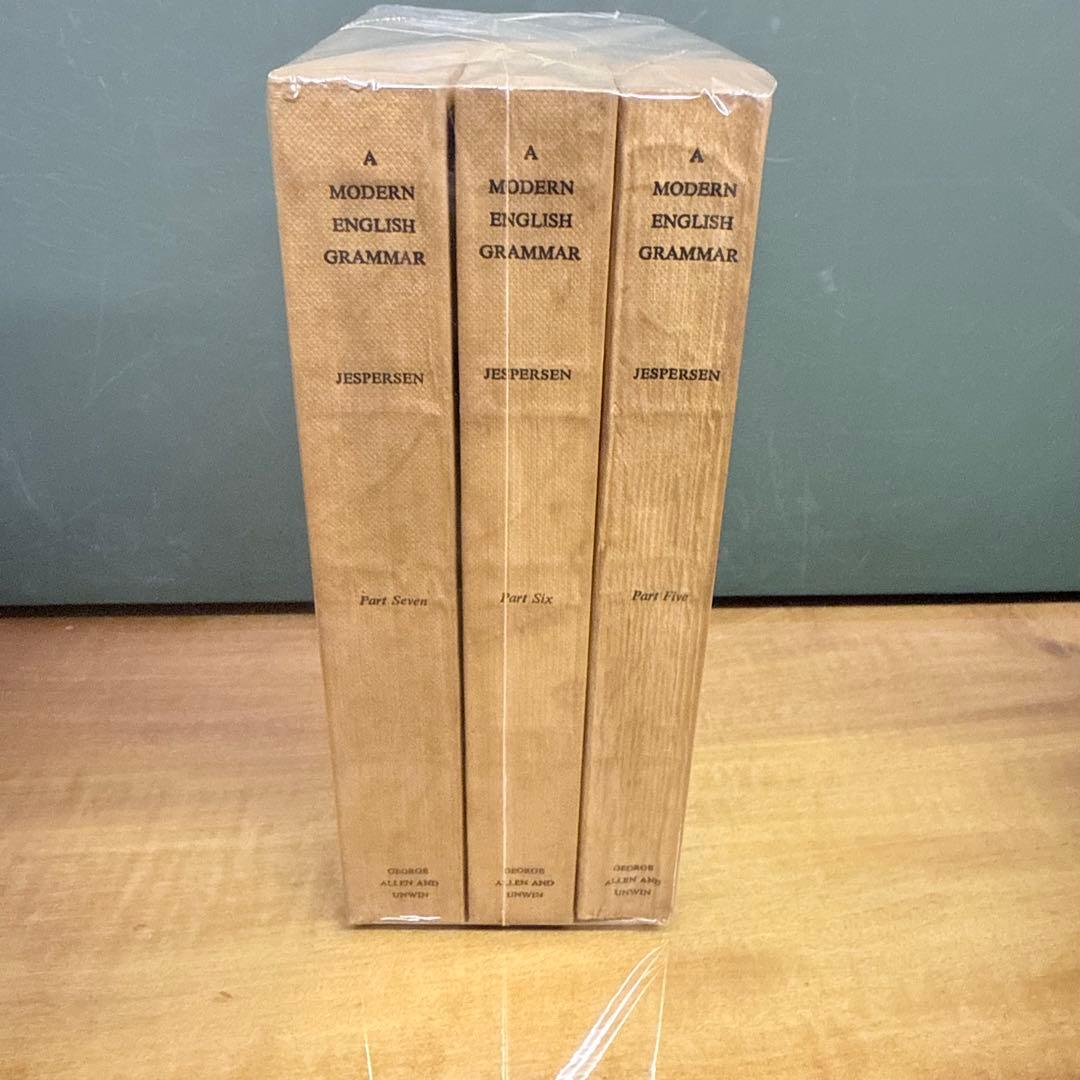 A
MODERN
ENGLISH
GRAMMAR
JESPERSEN
Part Seven
GEORGE
ALLEN AND
UNWIN
A
MODERN
ENGLISH
GRAMMAR
JESPERSEN
Part Six
GEORGE
ALLEN AND
UNWIN
A
MODERN
ENGLISH
GRAMMAR
JESPERSEN
Part Five
GEORGE
ALLEN AND
UNWIN